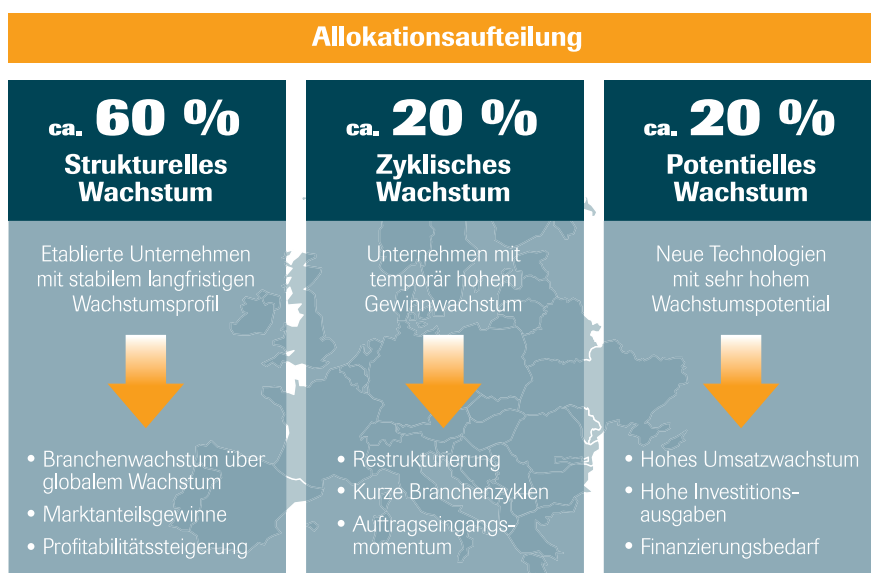 Allokationsaufteilung
ca. 60 %
Strukturelles
Wachstum
Etablierte Unternehmen
mit stabilem langfristigen
Wachstumsprofil
• Branchenwachstum über
globalem Wachstum
• Marktanteilsgewinne
• Profitabilitätssteigerung
ca. 20 %
Zyklisches
Wachstum
Unternehmen mit
temporär hohem
Gewinnwachstum
• Restrukturierung
• Kurze Branchenzyklen
• Auftragseingangs-
momentum
ca. 20 %
Potentielles
Wachstum
Neue Technologien
mit sehr hohem
Wachstumspotential
• Hohes Umsatzwachstum
• Hohe Investitions-
ausgaben
• Finanzierungsbedarf